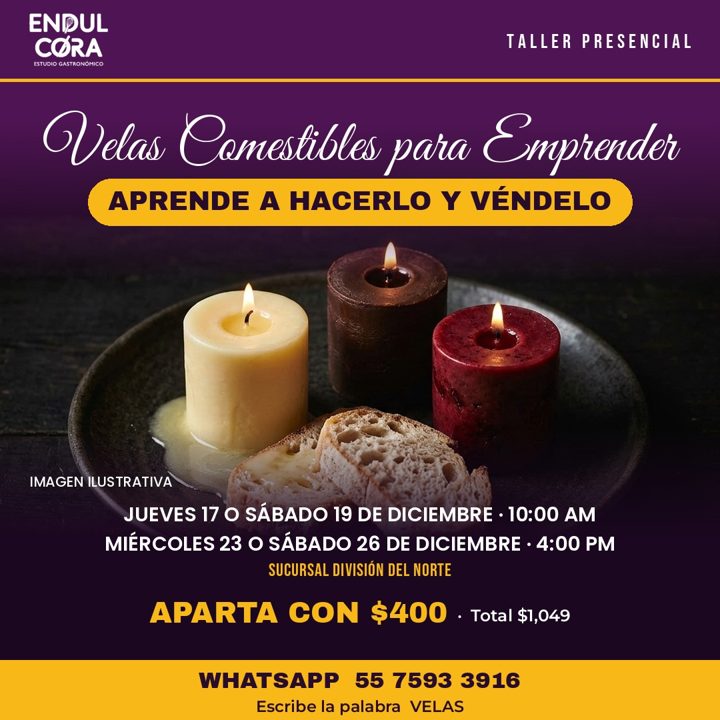 ENDUL
CØRA
ESTUDIO GASTRONÓMICO
TALLER PRESENCIAL
Velas Comestibles para Emprender
APRENDE A HACERLO Y VÉNDELO
IMAGEN ILUSTRATIVA
JUEVES 17 O SÁBADO 19 DE DICIEMBRE · 10:00 AM
MIÉRCOLES 23 O SÁBADO 26 DE DICIEMBRE · 4:00 PM
SUCURSAL DIVISIÓN DEL NORTE
APARTA CON $400 · Total $1,049
WHATSAPP 55 7593 3916
Escribe la palabra VELAS